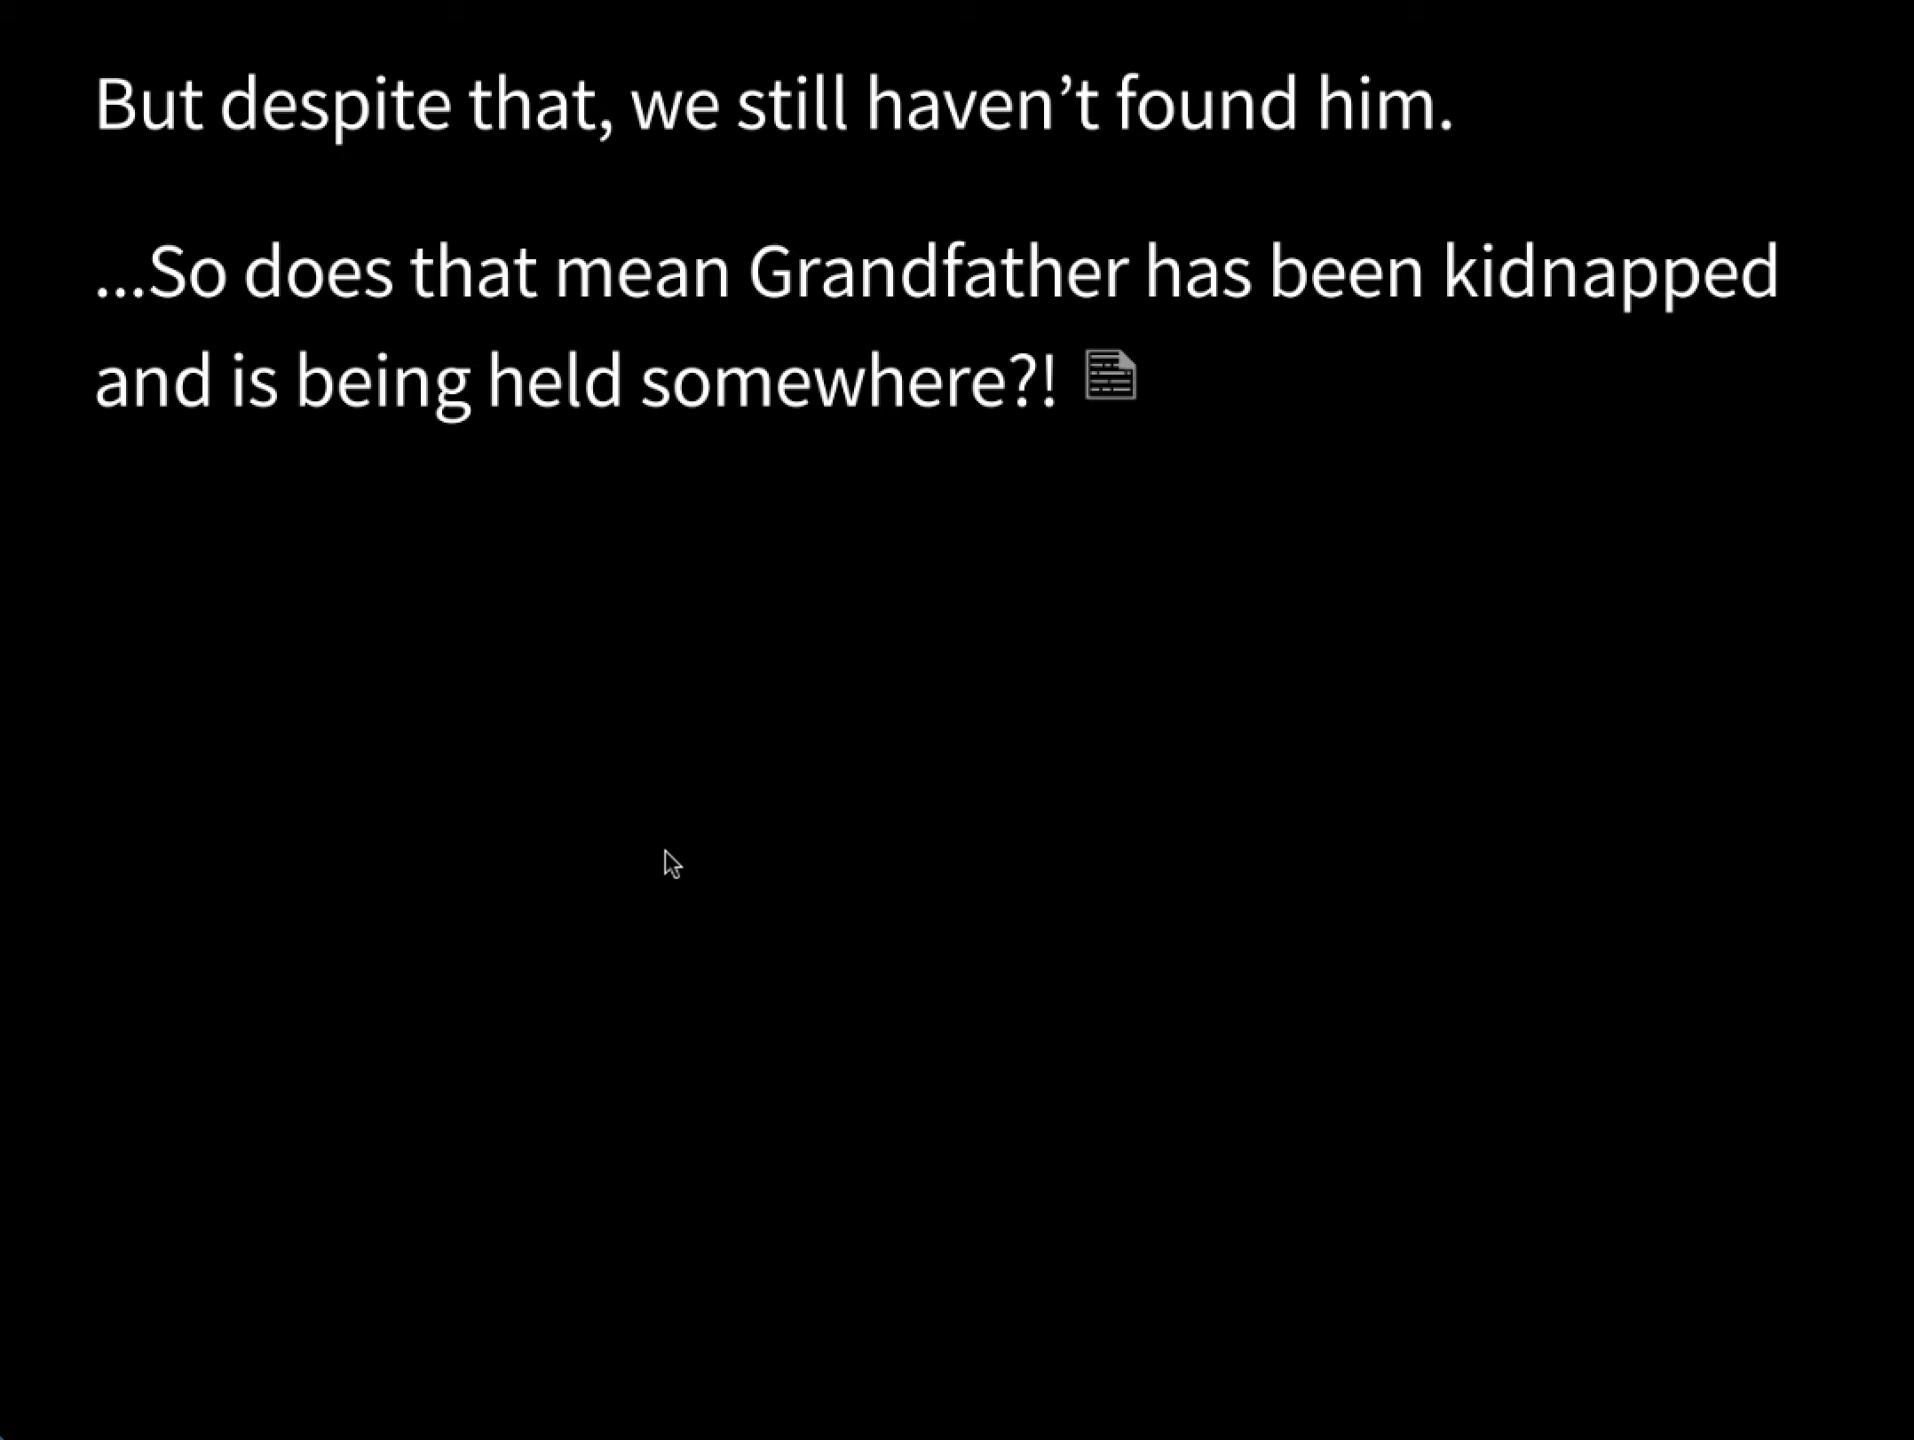 But despite that, we still haven’t found him.
...So does that mean Grandfather has been kidnapped
and is being held somewhere?!